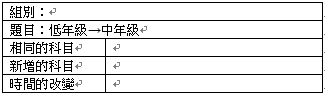 組別：
題目：低年級→中年級
相同的科目
新增的科目
時間的改變